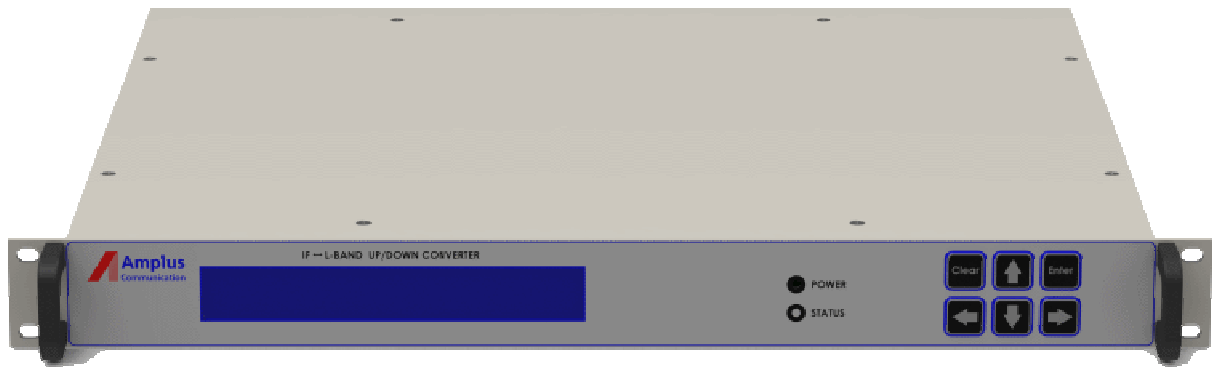 Amplus
Communication
IF ↔ L-BAND UP/DOWN CONVERTER
POWER
STATUS
Clear
Enter